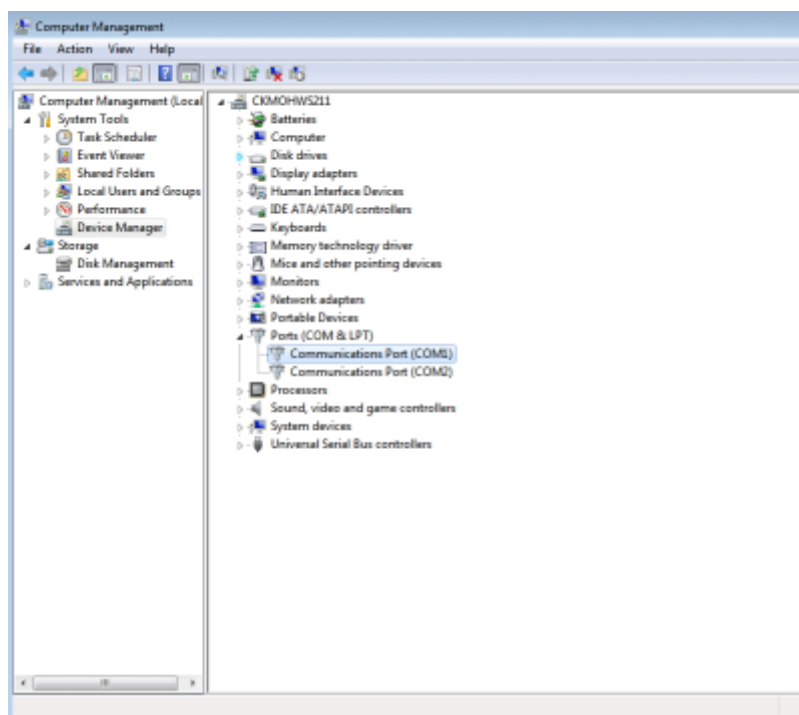 Computer Management
File Action View Help
Computer Management (Local
System Tools
Task Scheduler
Event Viewer
Shared Folders
Local Users and Groups
Performance
Device Manager
Storage
Disk Management
Services and Applications
CKMOHWS211
Batteries
Computer
Disk drives
Display adapters
Human Interface Devices
IDE ATA/ATAPI controllers
Keyboards
Memory technology driver
Mice and other pointing devices
Monitors
Network adapters
Portable Devices
Ports (COM & LPT)
Communications Port (COM1)
Communications Port (COM2)
Processors
Sound, video and game controllers
System devices
Universal Serial Bus controllers